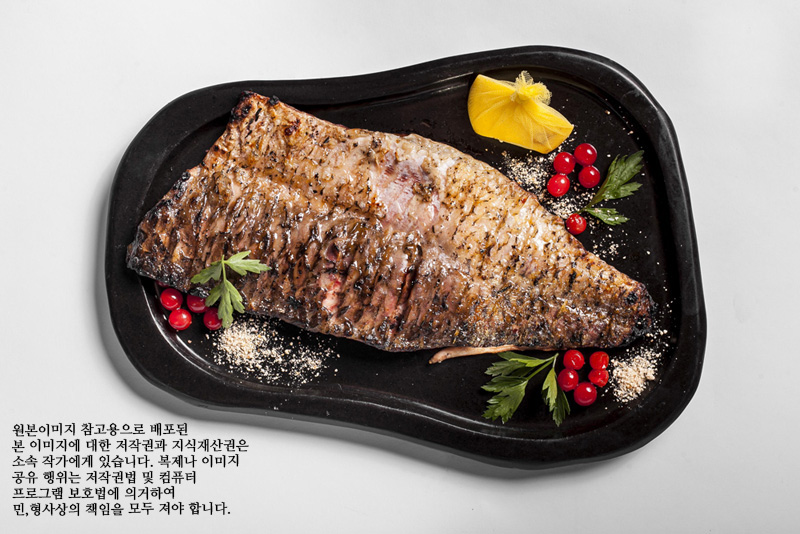 원본이미지 참고용으로 배포된
본 이미지에 대한 저작권과 지식재산권은
소속 작가에게 있습니다. 복제나 이미지
공유 행위는 저작권법 및 컴퓨터
프로그램 보호법에 의거하여
민,형사상의 책임을 모두 져야 합니다.